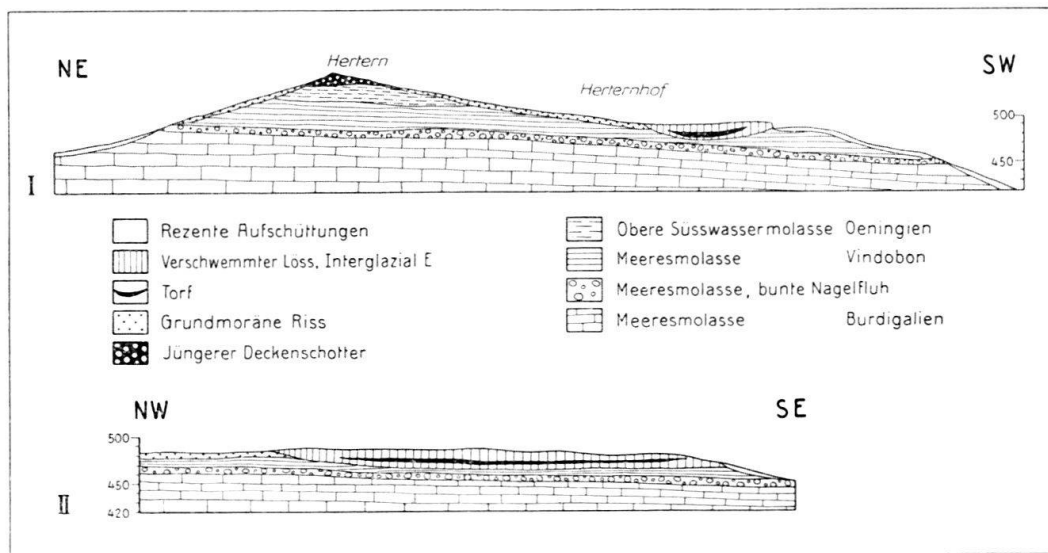 NE
SW
Hertern
Herternhof
500
450
I
Rezente Aufschüttungen
Verschwemmter Löss, Interglazial E
Torf
Grundmoräne Riss
Jüngerer Deckenschotter
Obere Süsswassermolasse Oeningien
Meeresmolasse Vindobon
Meeresmolasse, bunte Nagelfluh
Meeresmolasse Burdigalien
NW
SE
500
450
420
II